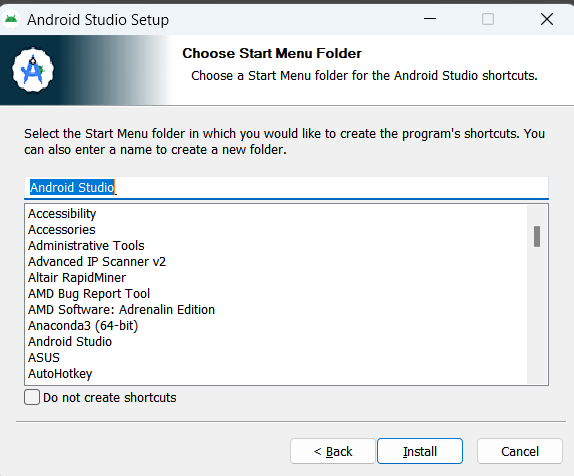 Android Studio Setup
Choose Start Menu Folder
Choose a Start Menu folder for the Android Studio shortcuts.
Select the Start Menu folder in which you would like to create the program's shortcuts. You
can also enter a name to create a new folder.
Android Studio
Accessibility
Accessories
Administrative Tools
Advanced IP Scanner v2
Altair RapidMiner
AMD Bug Report Tool
AMD Software: Adrenalin Edition
Anaconda3 (64-bit)
Android Studio
ASUS
AutoHotkey
Do not create shortcuts
< Back
Install
Cancel